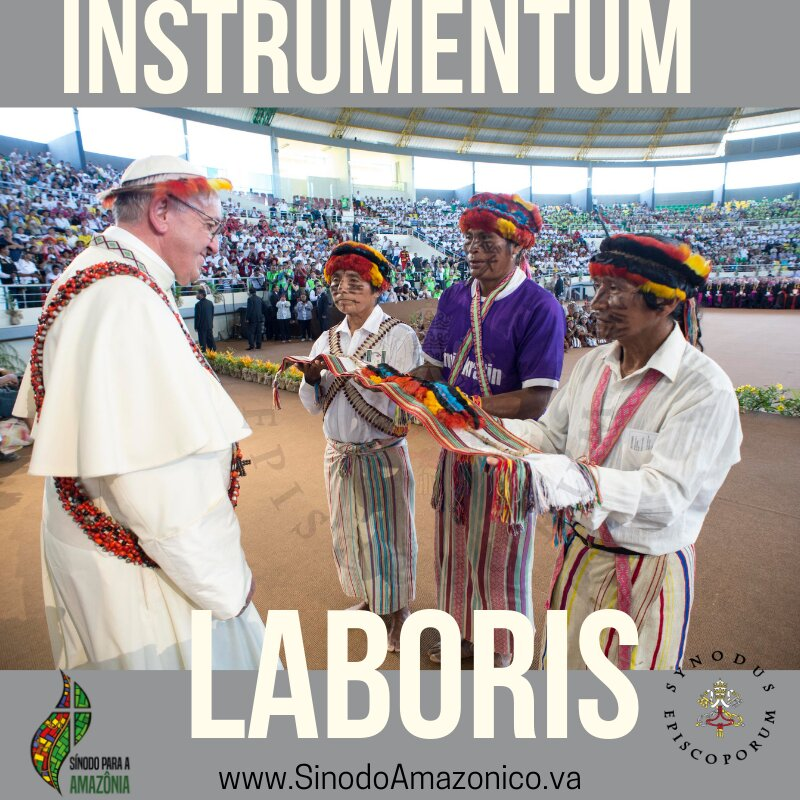 INSTRUMENTUM
LABORIS
SÍNODO PARA A
AMAZÔNIA
SYNODUS
EPISCOPORUM
www.SinodoAmazonico.va